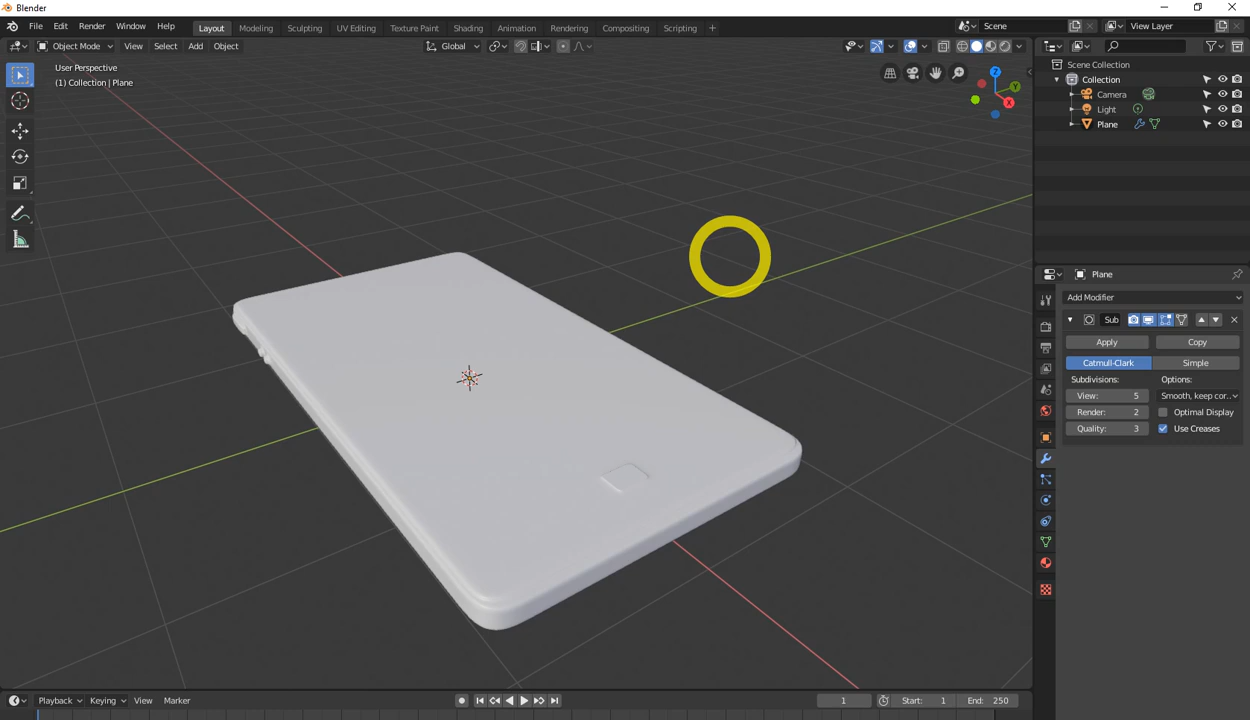 Blender
File Edit Render Window Help
Layout Modeling Sculpting UV Editing Texture Paint Shading Animation Rendering Compositing Scripting +
Scene
View Layer
Object Mode View Select Add Object
Global
User Perspective
(1) Collection | Plane
Z
Y
X
Scene Collection
Collection
Camera
Light
Plane
Plane
Add Modifier
Sub
Apply Copy
Catmull-Clark Simple
Subdivisions: Options:
View: 5 Smooth, keep cor..
Render: 2 Optimal Display
Quality: 3 Use Creases
Playback Keying View Marker
1 Start: 1 End: 250